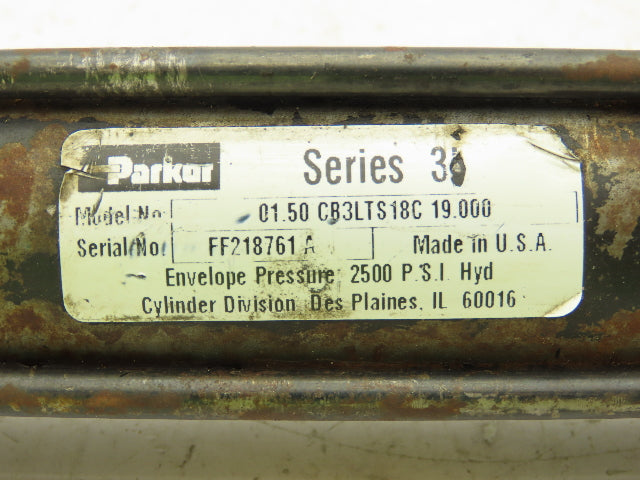 Parker
Series
Model No 01.50 CB3LTS18C 19.000
Serial No. FF218761 A Made in U.S.A.
Envelope Pressure 2500 P.S.I. Hyd
Cylinder Division Des Plaines, IL 60016